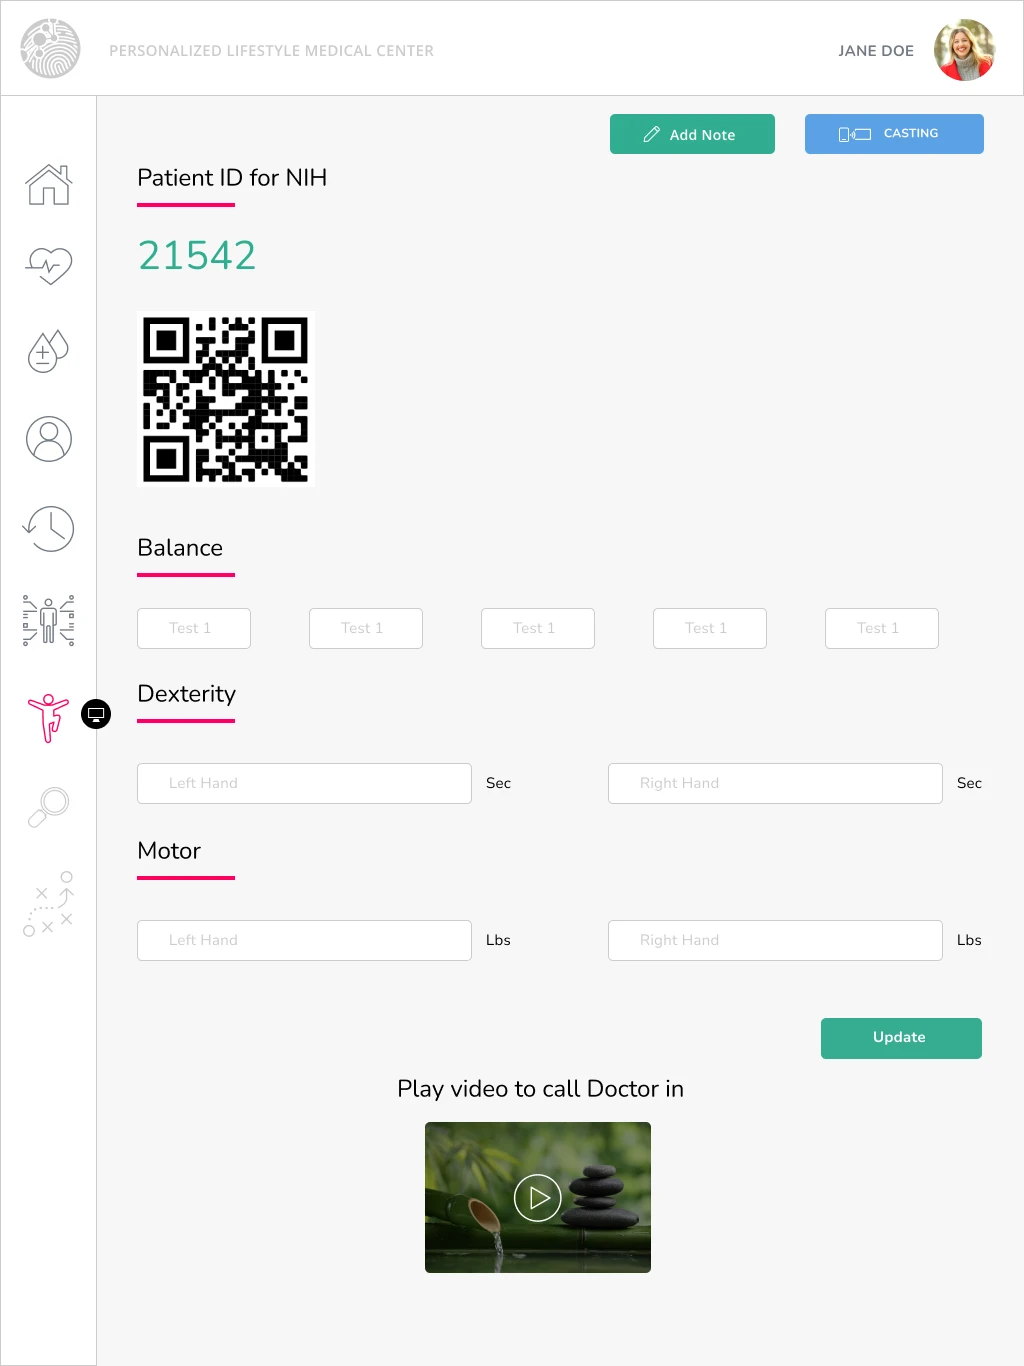 PERSONALIZED LIFESTYLE MEDICAL CENTER
JANE DOE
Add Note
CASTING
Patient ID for NIH
21542
Balance
Test 1
Test 1
Test 1
Test 1
Test 1
Dexterity
Left Hand
Sec
Right Hand
Sec
Motor
Left Hand
Lbs
Right Hand
Lbs
Update
Play video to call Doctor in